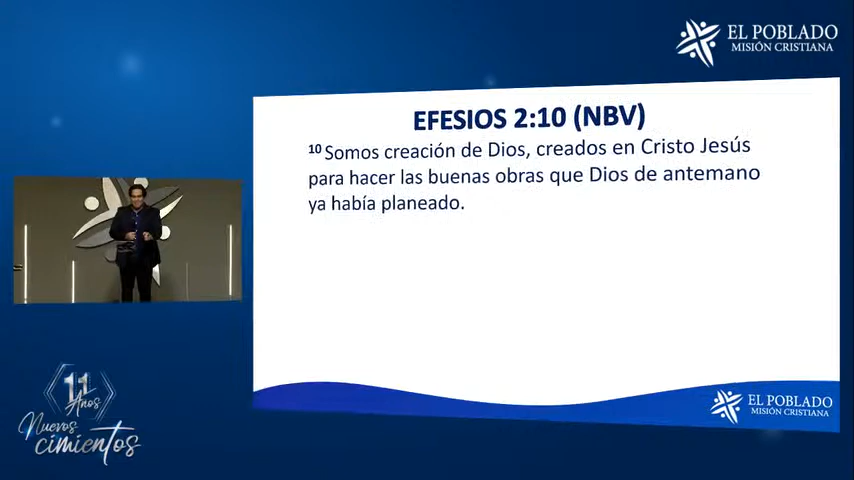 EL POBLADO
MISIÓN CRISTIANA
EFESIOS 2:10 (NBV)
10 Somos creación de Dios, creados en Cristo Jesús
para hacer las buenas obras que Dios de antemano
ya había planeado.
11
Años
Nuevos
cimientos
EL POBLADO
MISIÓN CRISTIANA